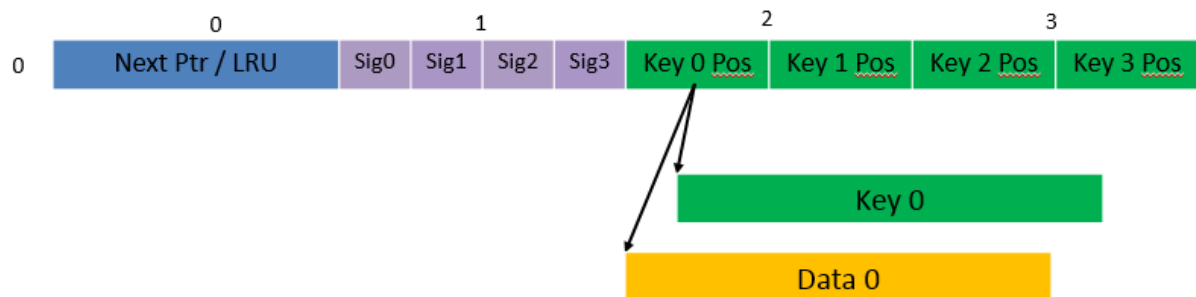 0 1 2 3
0 Next Ptr / LRU Sig0 Sig1 Sig2 Sig3 Key 0 Pos Key 1 Pos Key 2 Pos Key 3 Pos
Key 0
Data 0